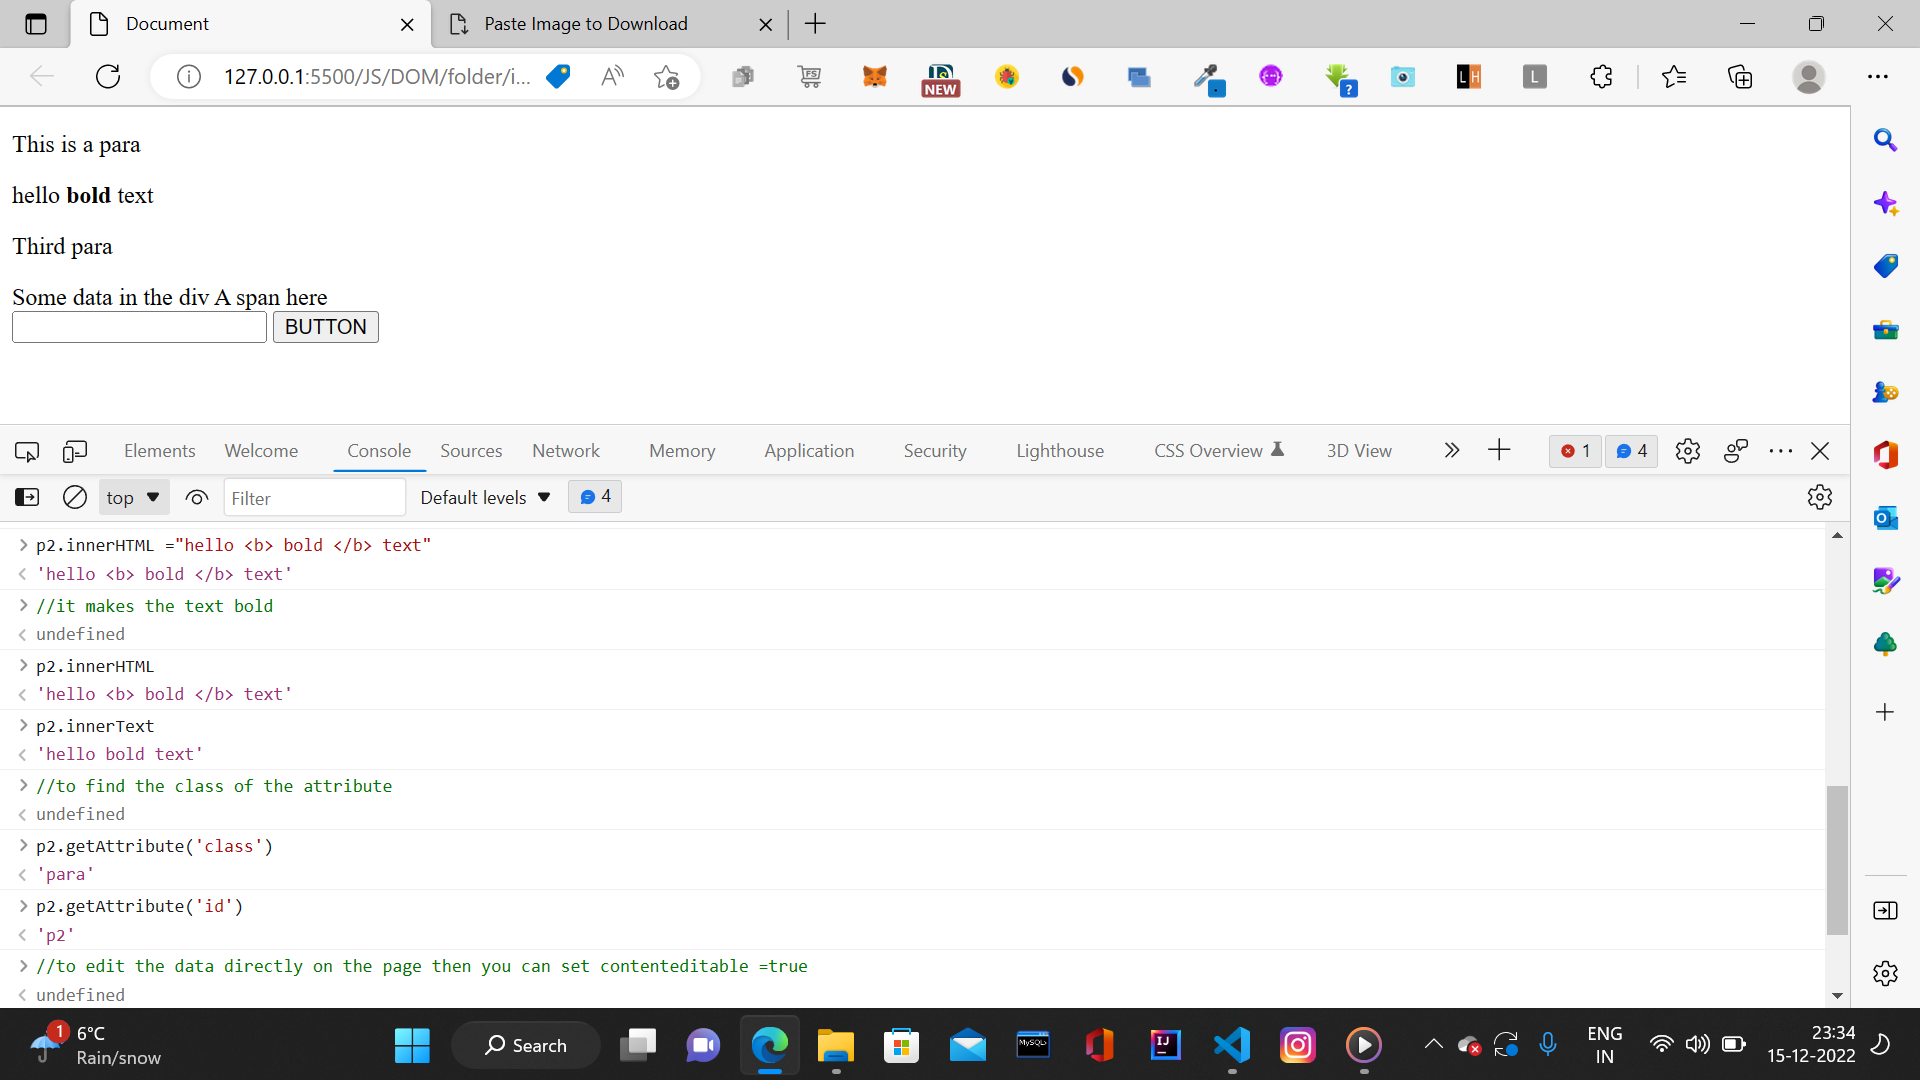 Document
Paste Image to Download
127.0.0.1:5500/JS/DOM/folder/i...
A
FS
NEW
?
LH
L
This is a para
hello bold text
Third para
Some data in the div A span here
BUTTON
Elements Welcome Console Sources Network Memory Application Security Lighthouse CSS Overview 3D View
1
4
top
Filter
Default levels
4
p2.innerHTML ="hello <b> bold </b> text"
'hello <b> bold </b> text'
//it makes the text bold
undefined
p2.innerHTML
'hello <b> bold </b> text'
p2.innerText
'hello bold text'
//to find the class of the attribute
undefined
p2.getAttribute('class')
'para'
p2.getAttribute('id')
'p2'
//to edit the data directly on the page then you can set contenteditable =true
undefined
1
6°C
Rain/snow
Search
MySQL>
IJ
ENG
IN
23:34
15-12-2022